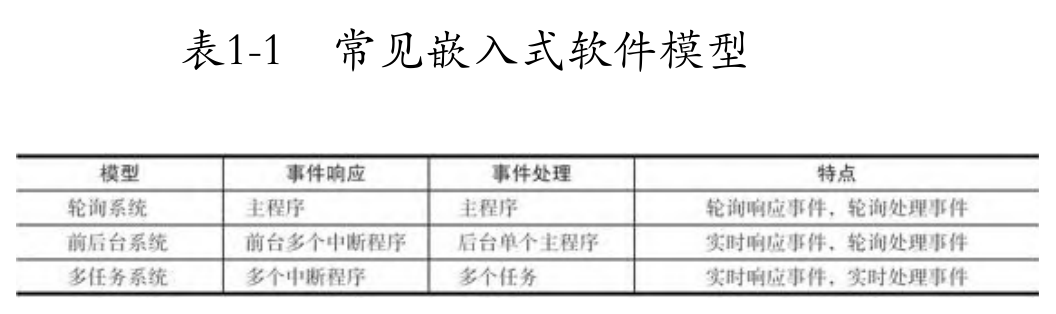 表1-1 常见嵌入式软件模型
模型 事件响应 事件处理 特点
轮询系统 主程序 主程序 轮询响应事件，轮询处理事件
前后台系统 前台多个中断程序 后台单个主程序 实时响应事件，轮询处理事件
多任务系统 多个中断程序 多个任务 实时响应事件，实时处理事件